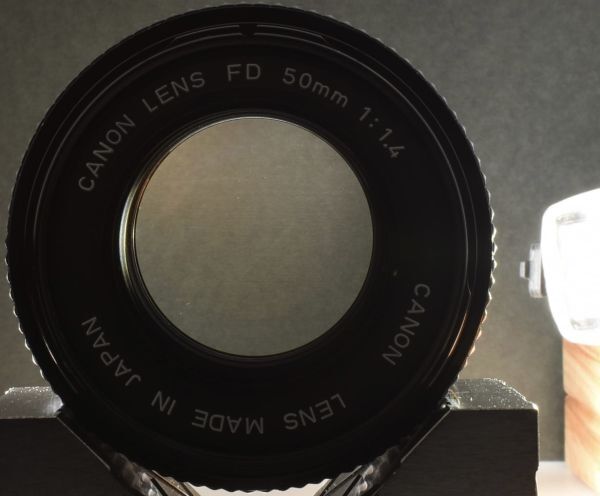 CANON LENS FD 50mm 1:1.4
CANON LENS MADE IN JAPAN